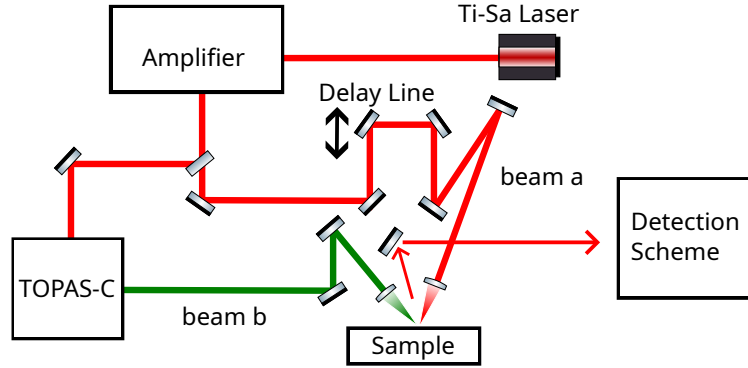 Ti-Sa Laser
Amplifier
Delay Line
beam a
Detection
Scheme
TOPAS-C
beam b
Sample